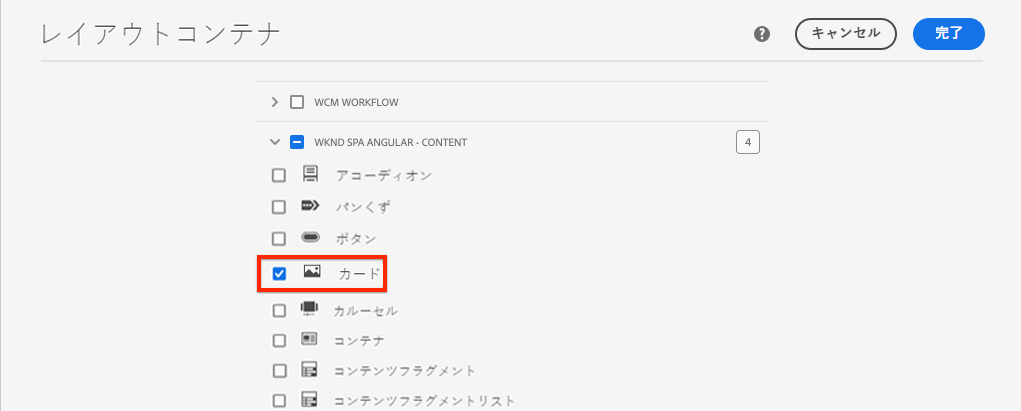 レイアウトコンテナ
?
キャンセル
完了
WCM WORKFLOW
WKND SPA ANGULAR - CONTENT
4
アコーディオン
パンくず
ボタン
カード
カルーセル
コンテナ
コンテンツフラグメント
コンテンツフラグメントリスト